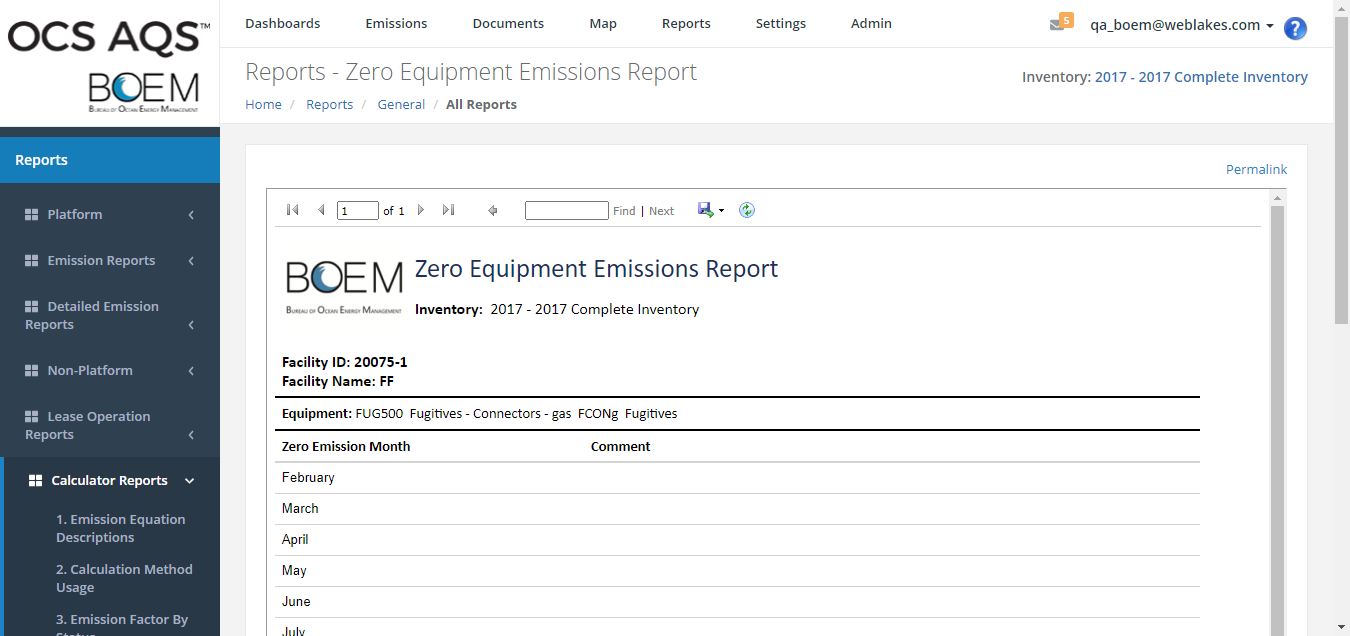 OCS AQS™
BOEM
BUREAU OF OCEAN ENERGY MANAGEMENT
Dashboards Emissions Documents Map Reports Settings Admin
5 qa_boem@weblakes.com ?
Reports - Zero Equipment Emissions Report
Inventory: 2017 - 2017 Complete Inventory
Home / Reports / General / All Reports
Reports
Platform
Emission Reports
Detailed Emission
Reports
Non-Platform
Lease Operation
Reports
Calculator Reports
1. Emission Equation
Descriptions
2. Calculation Method
Usage
3. Emission Factor By
Status
Permalink
1 of 1 Find | Next
BOEM
BUREAU OF OCEAN ENERGY MANAGEMENT
Zero Equipment Emissions Report
Inventory: 2017 - 2017 Complete Inventory
Facility ID: 20075-1
Facility Name: FF
Equipment: FUG500 Fugitives - Connectors - gas FCONg Fugitives
Zero Emission Month Comment
February
March
April
May
June
July